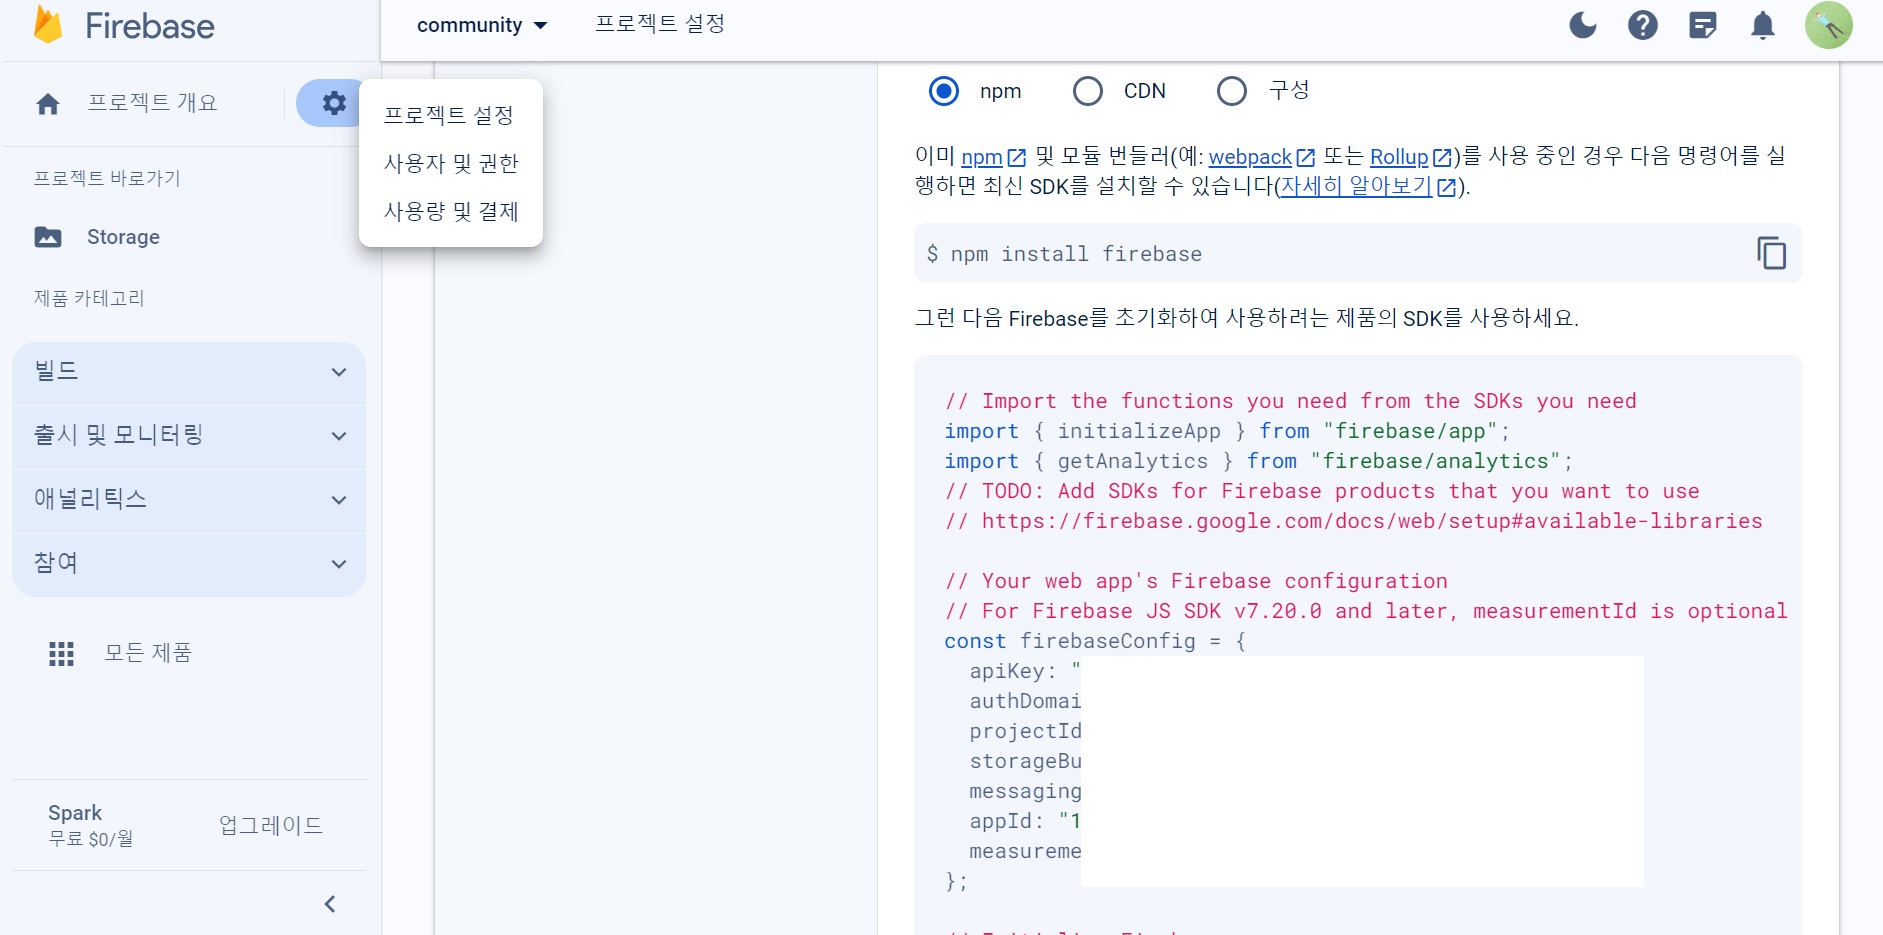 Firebase
community
프로젝트 설정
프로젝트 개요
프로젝트 설정
사용자 및 권한
사용량 및 결제
프로젝트 바로가기
Storage
제품 카테고리
빌드
출시 및 모니터링
애널리틱스
참여
모든 제품
Spark
무료 $0/월
업그레이드
npm
CDN
구성
이미 npm 및 모듈 번들러(예: webpack 또는 Rollup)를 사용 중인 경우 다음 명령어를 실
행하면 최신 SDK를 설치할 수 있습니다(자세히 알아보기).
$ npm install firebase
그런 다음 Firebase를 초기화하여 사용하려는 제품의 SDK를 사용하세요.
// Import the functions you need from the SDKs you need
import { initializeApp } from "firebase/app";
import { getAnalytics } from "firebase/analytics";
// TODO: Add SDKs for Firebase products that you want to use
// https://firebase.google.com/docs/web/setup#available-libraries
// Your web app's Firebase configuration
// For Firebase JS SDK v7.20.0 and later, measurementId is optional
const firebaseConfig = {
apiKey: "
authDomai
projectId
storageBu
messaging
appId: "1
measureme
};